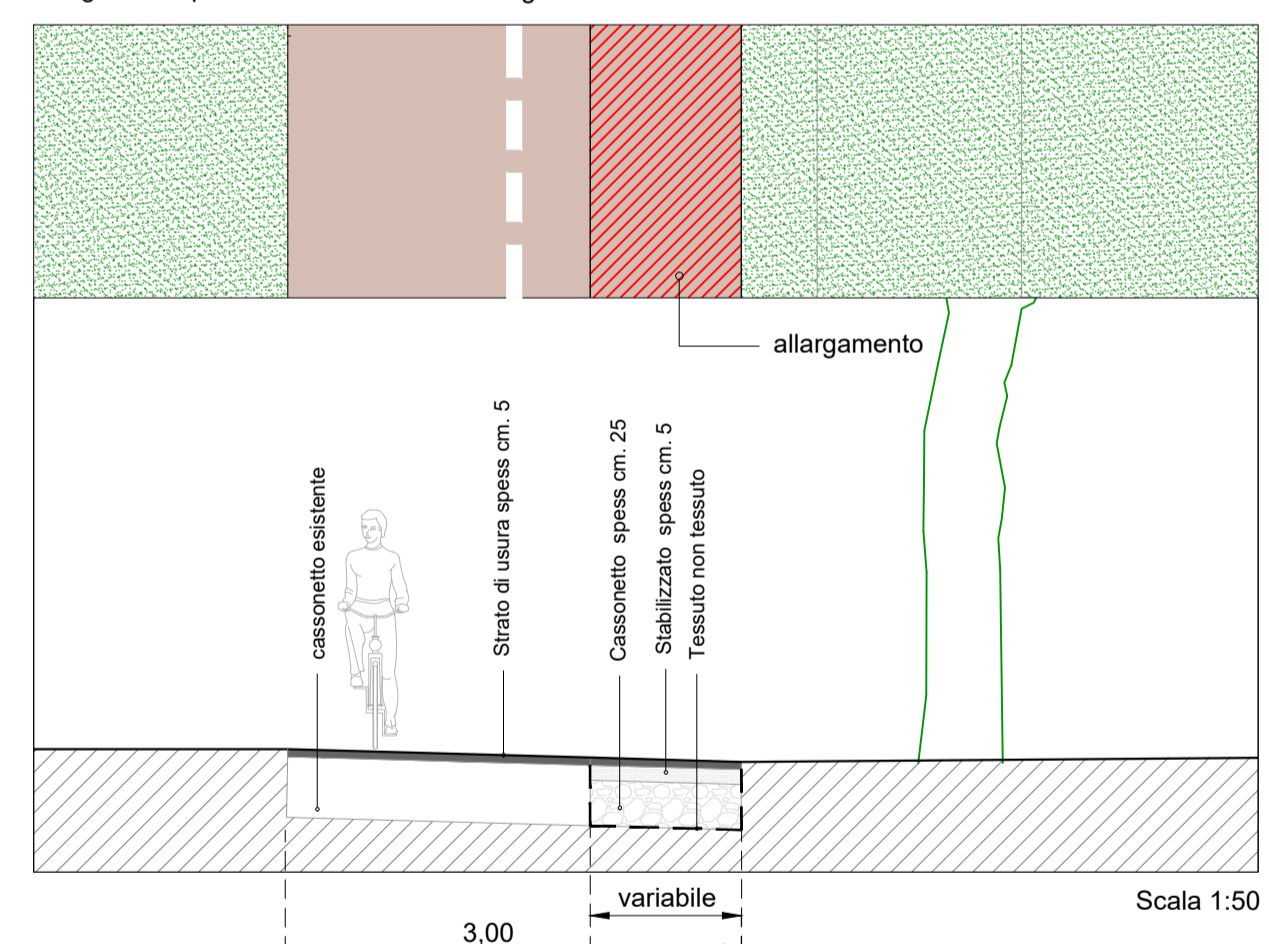 allargamento
cassonetto esistente
Strato di usura spess cm. 5
Cassonetto spess cm. 25
Stabilizzato spess cm. 5
Tessuto non tessuto
variabile
Scala 1:50
3,00